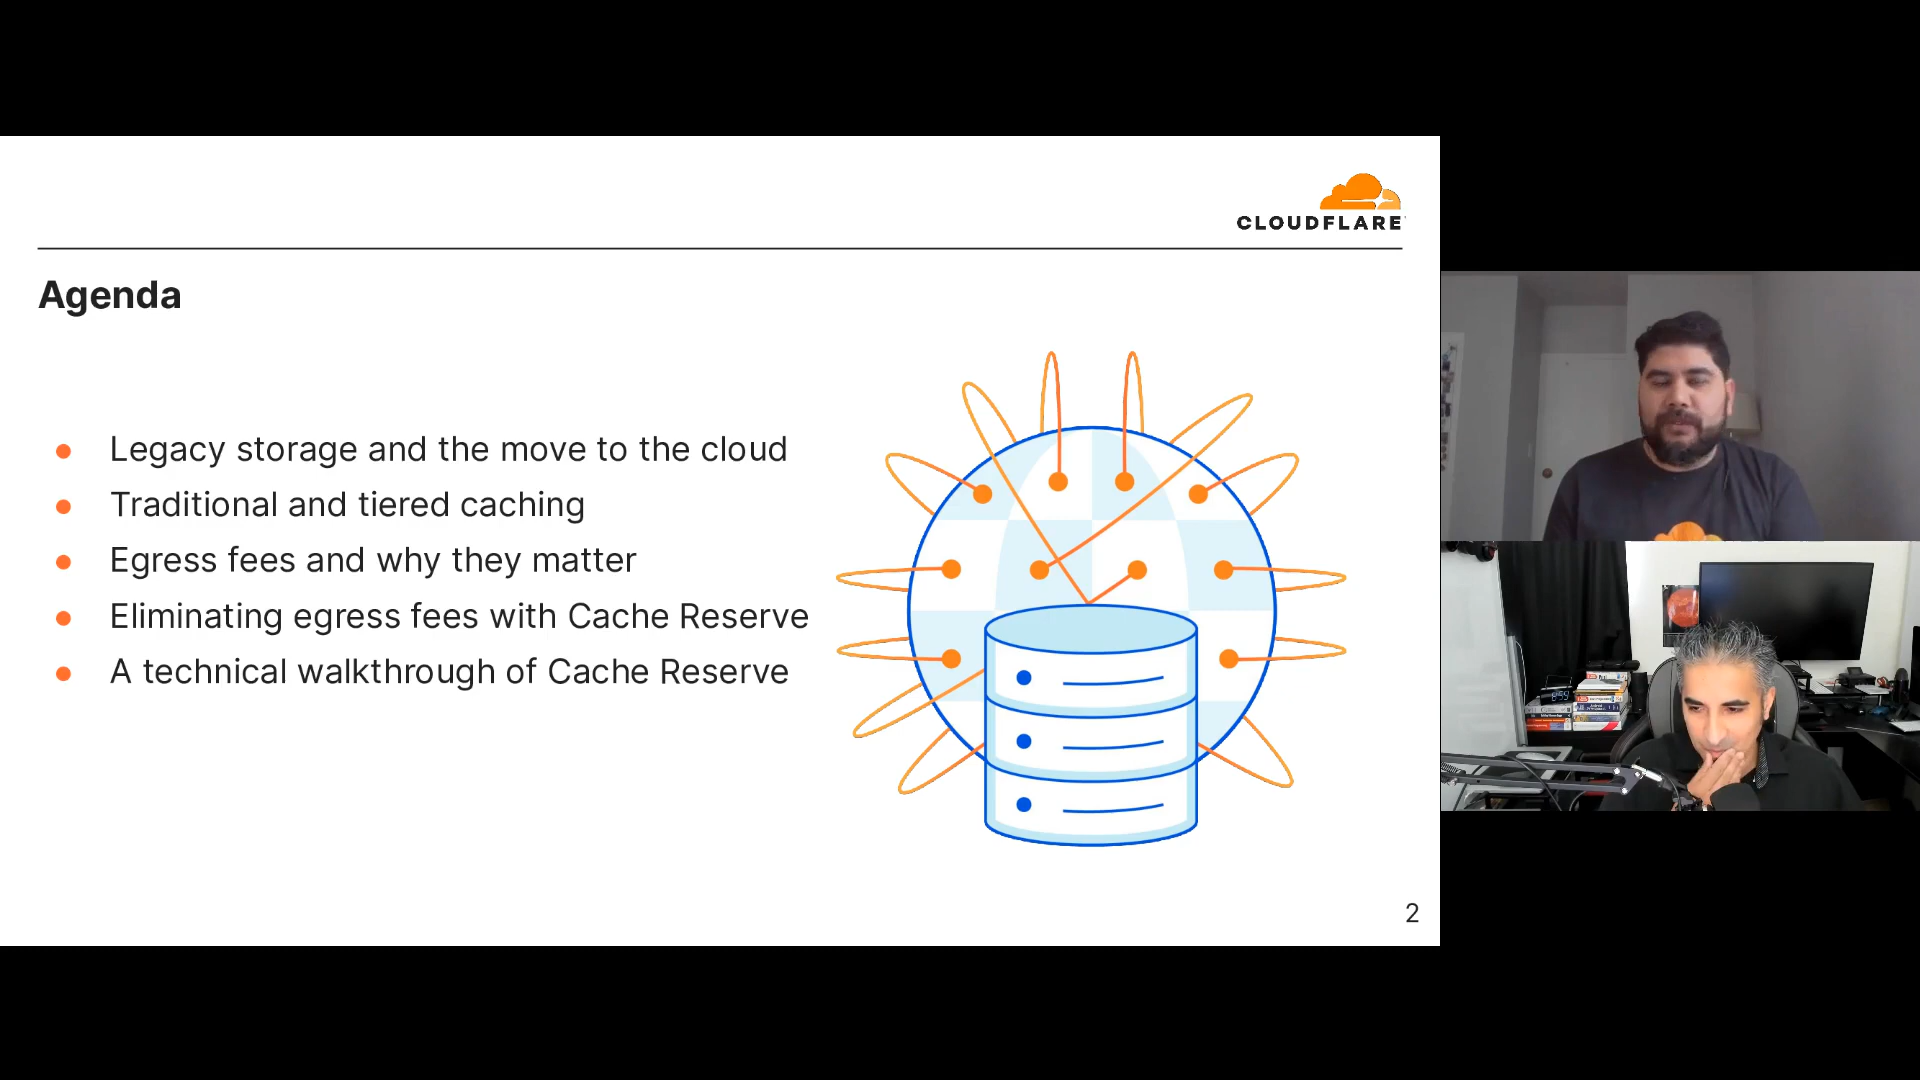 CLOUDFLARE
Agenda
Legacy storage and the move to the cloud
Traditional and tiered caching
Egress fees and why they matter
Eliminating egress fees with Cache Reserve
A technical walkthrough of Cache Reserve
2